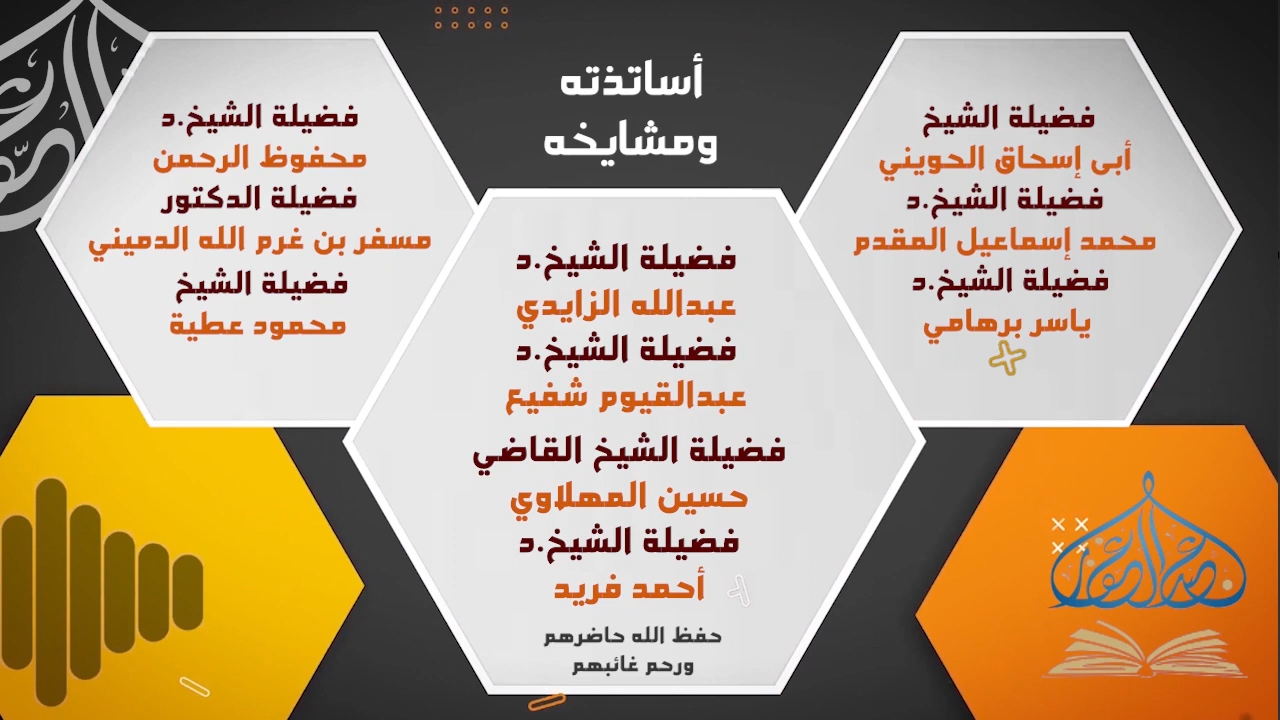 أساتذته
ومشايخه
فضيلة الشيخ
أبى إسحاق الحويني
فضيلة الشيخ.د
محمد إسماعيل المقدم
فضيلة الشيخ.د
ياسر برهامي
فضيلة الشيخ.د
عبدالله الزايدي
فضيلة الشيخ.د
عبدالقيوم شفيع
فضيلة الشيخ القاضي
حسين المهلاوي
فضيلة الشيخ.د
أحمد فريد
حفظ الله حاضرهم
ورحم غائبهم
فضيلة الشيخ.د
محفوظ الرحمن
فضيلة الدكتور
مسفر بن غرم الله الدميني
فضيلة الشيخ
محمود عطية